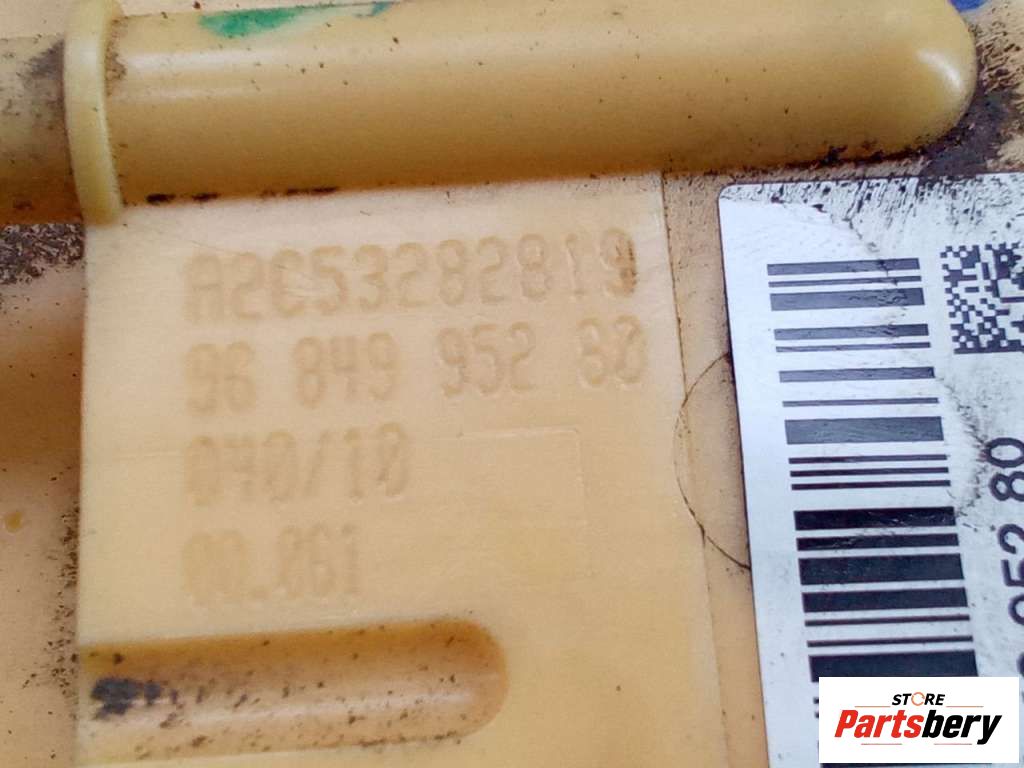 A2C53282819
96 849 952 80
040/10
00.061
952 80
STORE
Partsbery